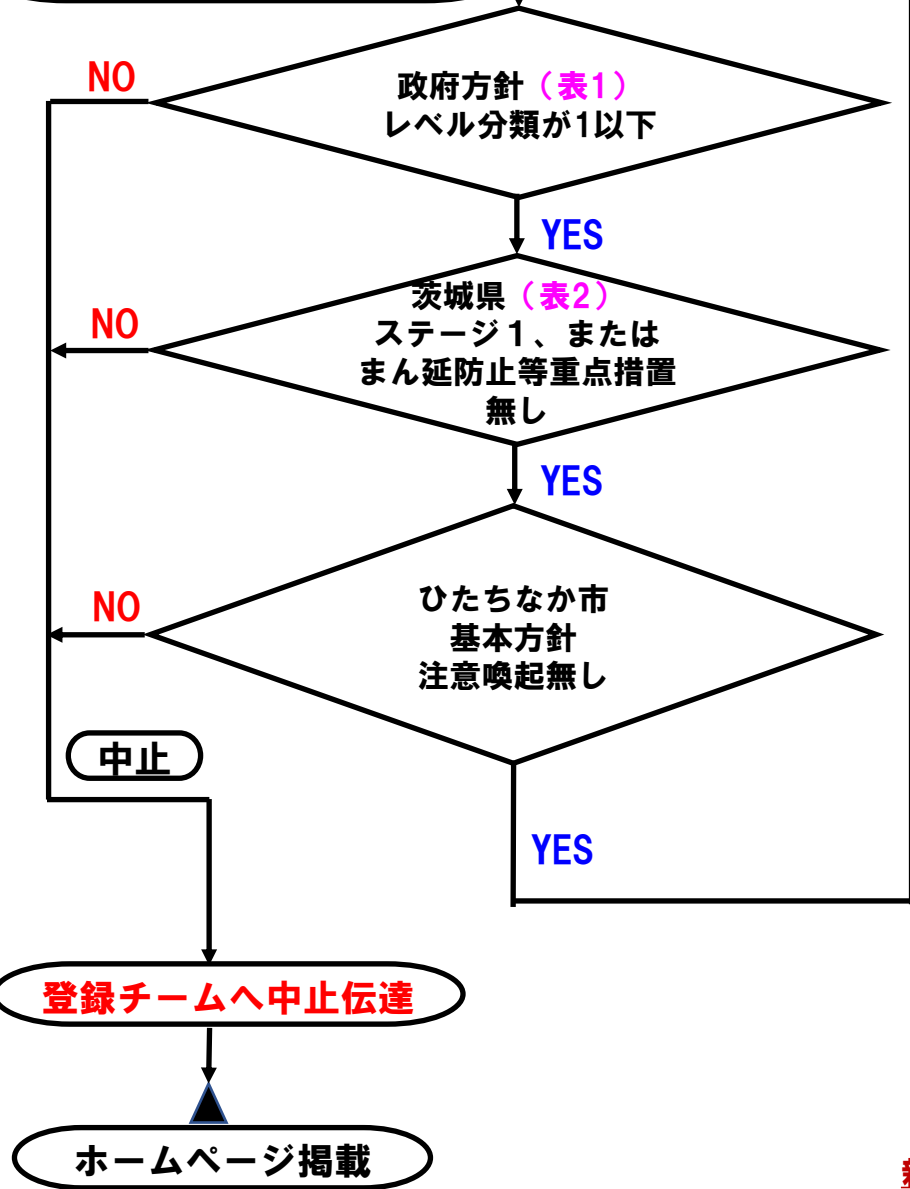 NO
政府方針（表1）
レベル分類が1以下
YES
NO
茨城県（表2）
ステージ１、または
まん延防止等重点措置
無し
YES
NO
ひたちなか市
基本方針
注意喚起無し
中止
YES
登録チームへ中止伝達
ホームページ掲載